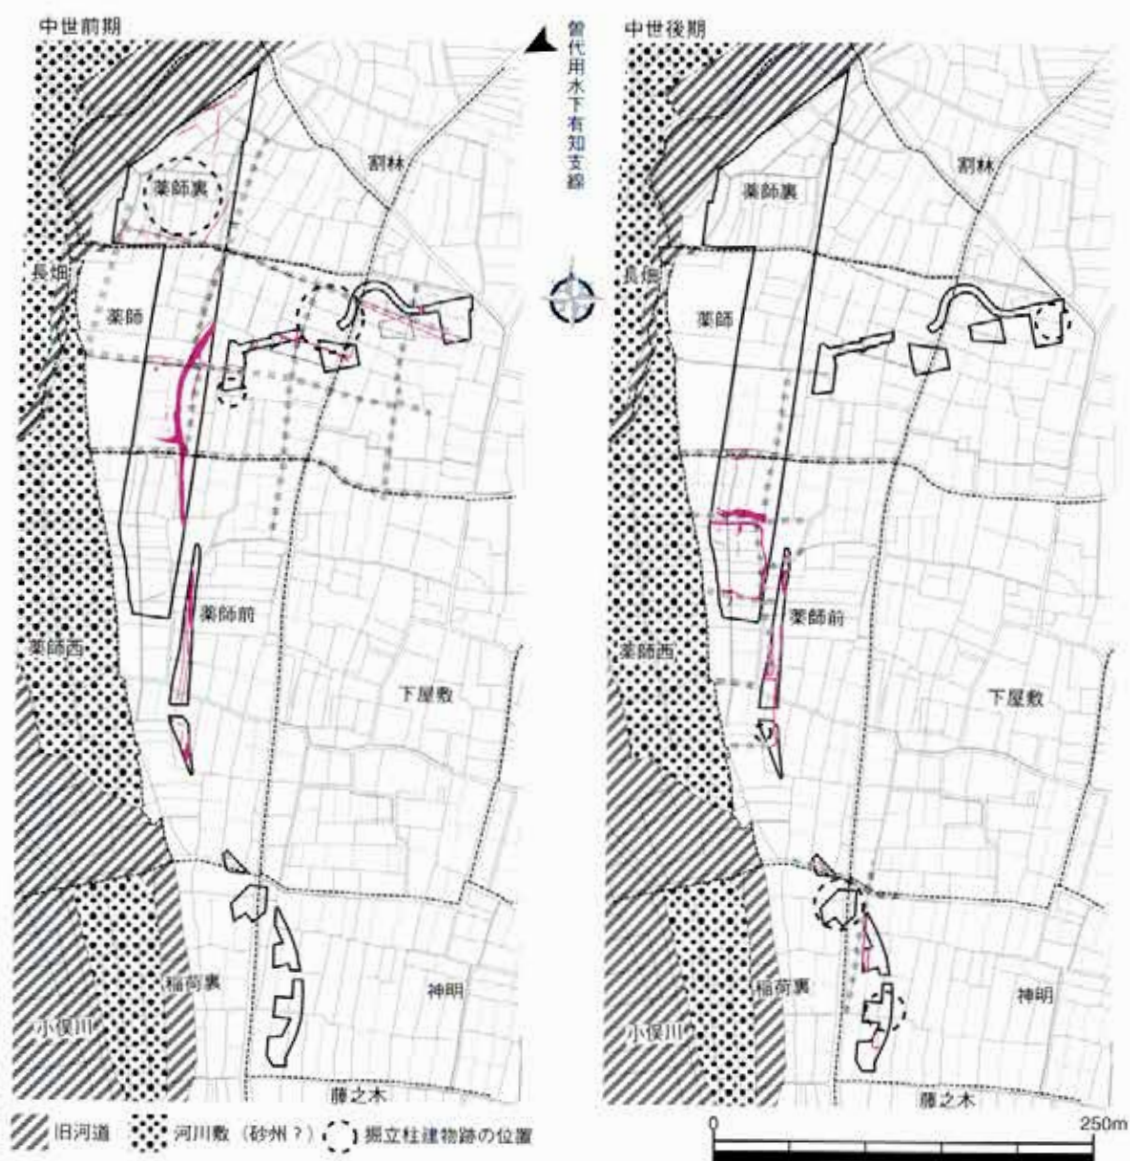 中世前期
曽代用水下有知支線
割林
薬師裏
長畑
薬師
薬師前
薬師西
下屋敷
稲荷裏
神明
小俣川
藤之木
中世後期
割林
薬師裏
長畑
薬師
薬師前
薬師西
下屋敷
稲荷裏
神明
小俣川
藤之木
旧河道
河川敷（砂州？）
掘立柱建物跡の位置
0
250m